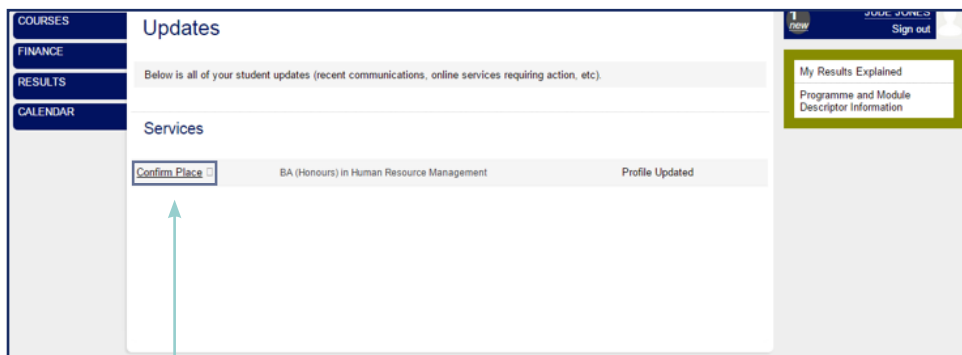 COURSES
FINANCE
RESULTS
CALENDAR
Updates
Below is all of your student updates (recent communications, online services requiring action, etc).
Services
Confirm Place
BA (Honours) in Human Resource Management
Profile Updated
1
new
JUDE JONES
Sign out
My Results Explained
Programme and Module
Descriptor Information